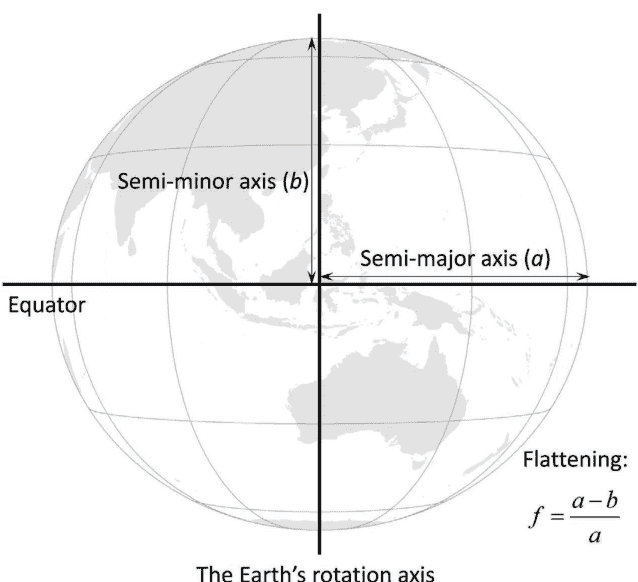 Semi-minor axis (b)
Semi-major axis (a)
Equator
Flattening:
f = a−b
a
The Earth's rotation axis